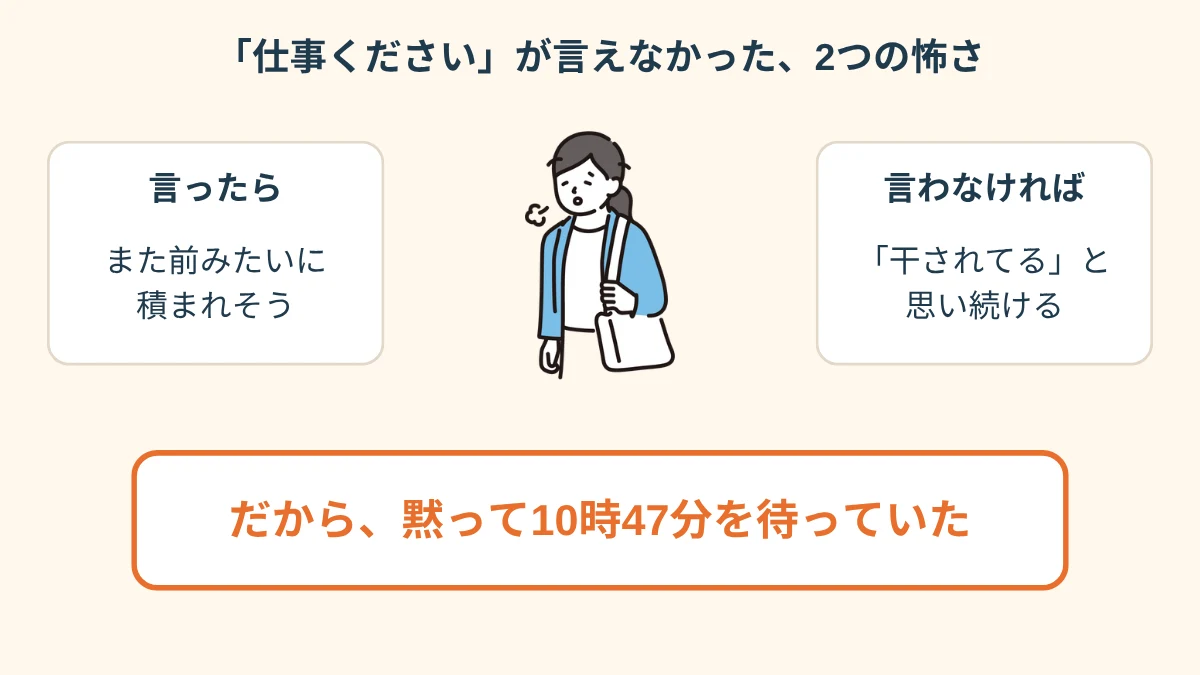 「仕事ください」が言えなかった、2つの怖さ
言ったら
また前みたいに
積まれそう
言わなければ
「干されてる」と
思い続ける
だから、黙って10時47分を待っていた